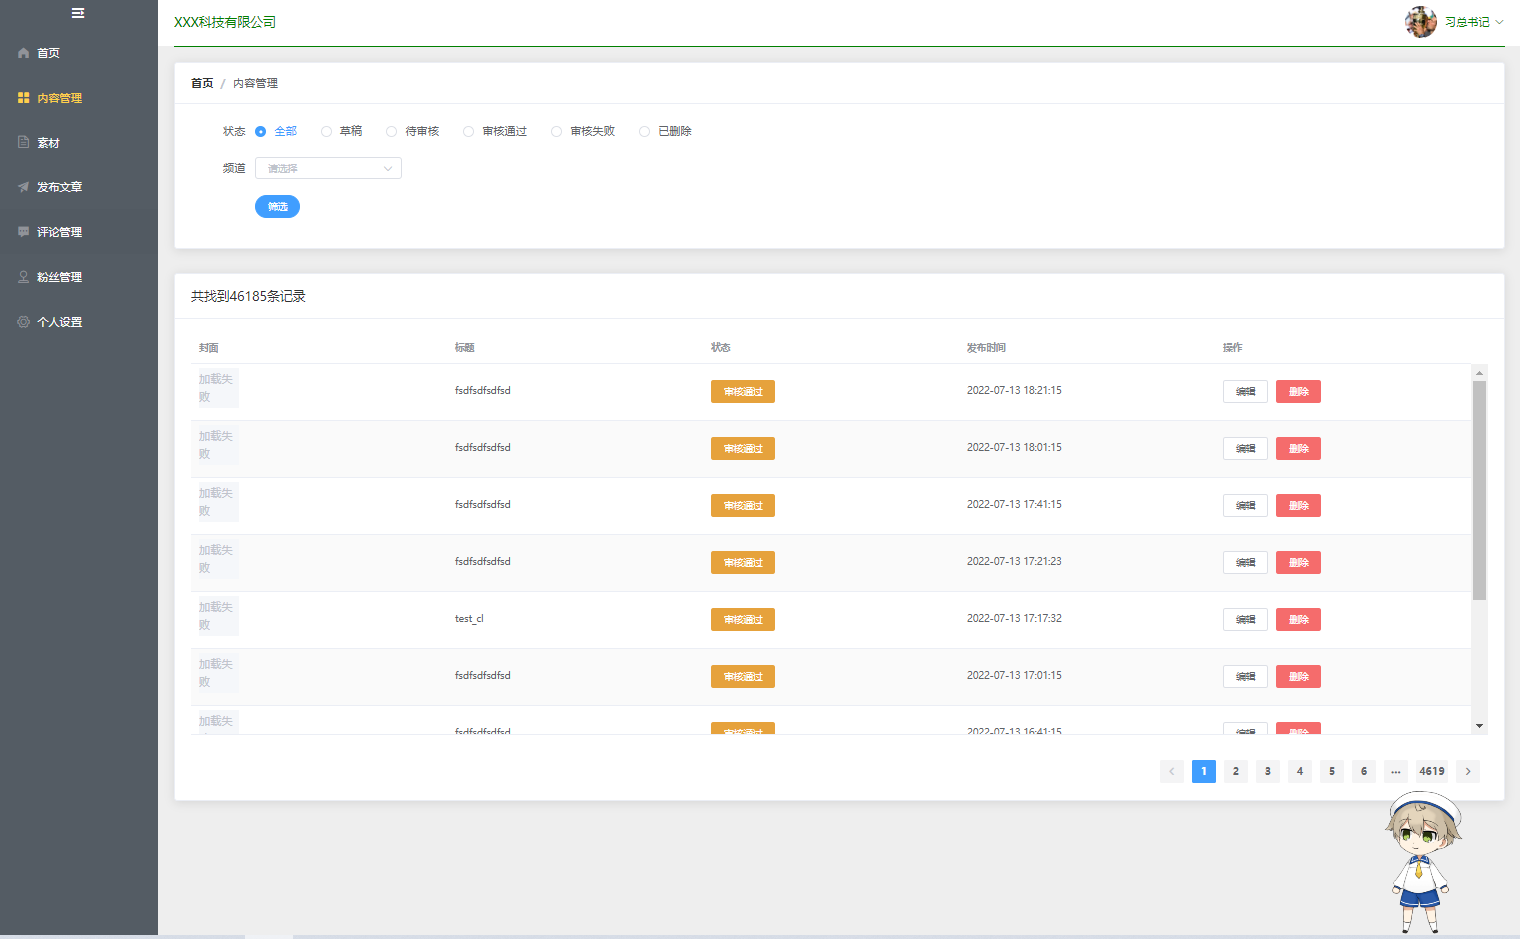 XXX科技有限公司
习总书记
首页
内容管理
素材
发布文章
评论管理
粉丝管理
个人设置
首页 / 内容管理
状态 全部 草稿 待审核 审核通过 审核失败 已删除
频道 请选择
筛选
共找到46185条记录
封面 标题 状态 发布时间 操作
加载失败 fsdfsdfsdfsd 审核通过 2022-07-13 18:21:15 编辑 删除
加载失败 fsdfsdfsdfsd 审核通过 2022-07-13 18:01:15 编辑 删除
加载失败 fsdfsdfsdfsd 审核通过 2022-07-13 17:41:15 编辑 删除
加载失败 fsdfsdfsdfsd 审核通过 2022-07-13 17:21:23 编辑 删除
加载失败 test_cl 审核通过 2022-07-13 17:17:32 编辑 删除
加载失败 fsdfsdfsdfsd 审核通过 2022-07-13 17:01:15 编辑 删除
加载失 fsdfsdfsdfsd 审核通过 2022-07-13 16:41:15 编辑 删除
1 2 3 4 5 6 ... 4619